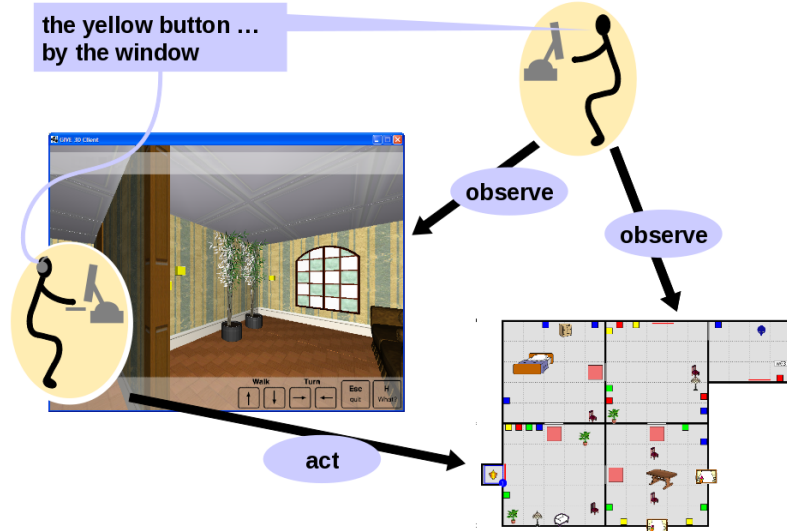 the yellow button …
by the window
GIVE 3D Client
observe
observe
Walk
Turn
Esc
quit
H
What?
act